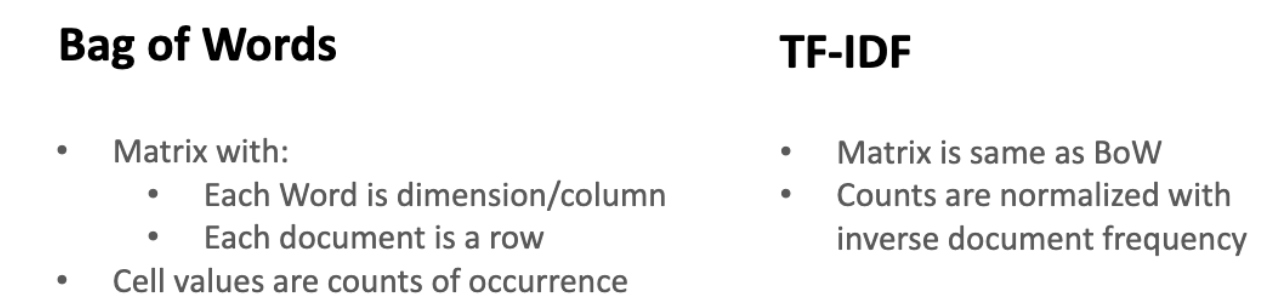 Bag of Words
• Matrix with:
• Each Word is dimension/column
• Each document is a row
• Cell values are counts of occurrence
TF-IDF
• Matrix is same as BoW
• Counts are normalized with
inverse document frequency